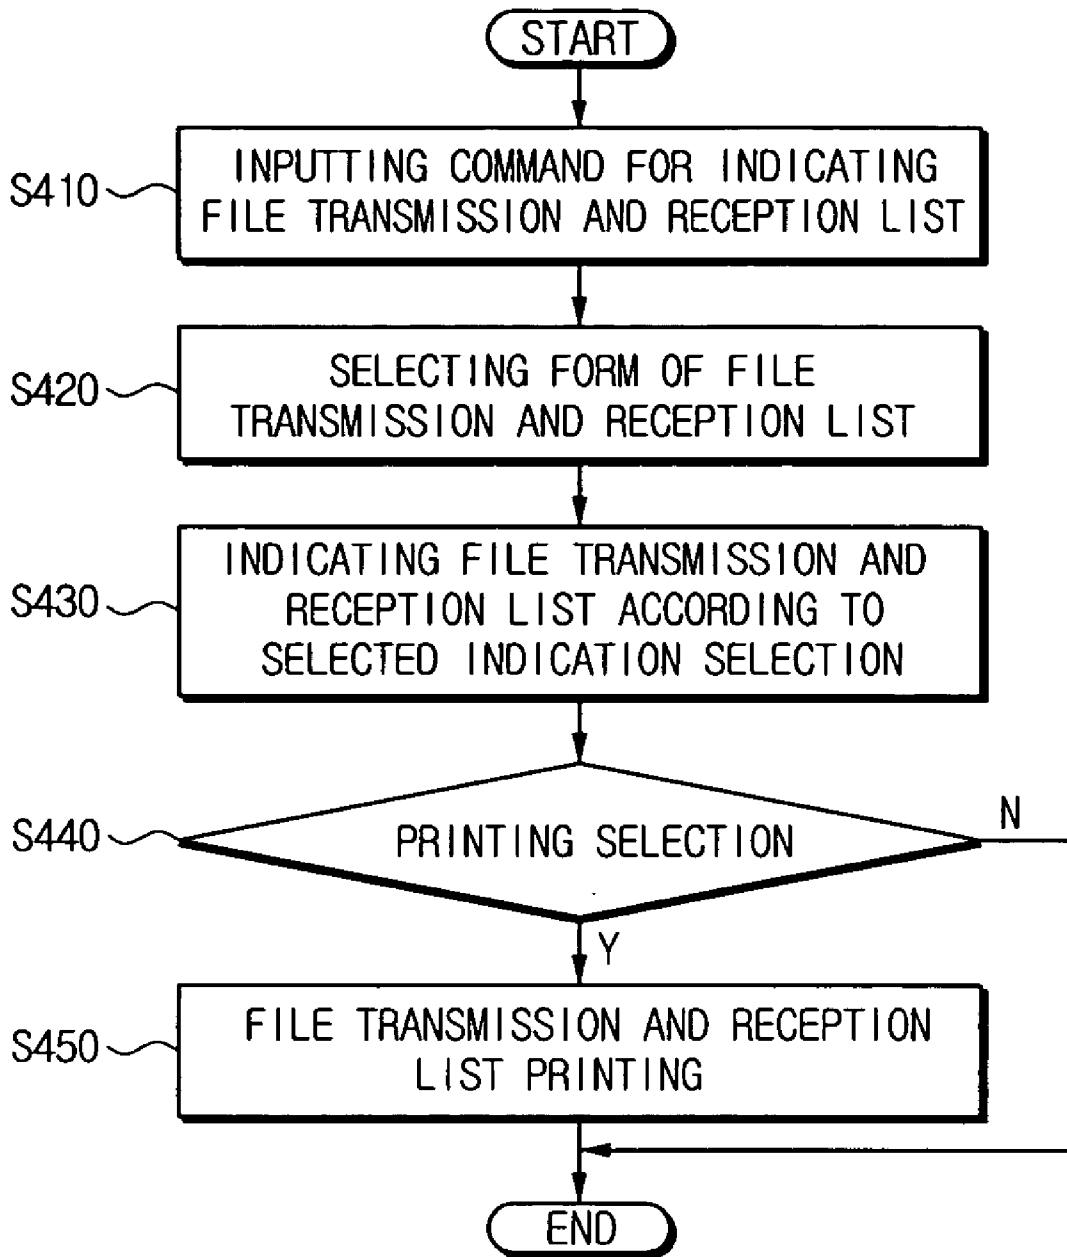 START
S410
INPUTTING COMMAND FOR INDICATING
FILE TRANSMISSION AND RECEPTION LIST
S420
SELECTING FORM OF FILE
TRANSMISSION AND RECEPTION LIST
S430
INDICATING FILE TRANSMISSION AND
RECEPTION LIST ACCORDING TO
SELECTED INDICATION SELECTION
S440
PRINTING SELECTION
N
Y
S450
FILE TRANSMISSION AND RECEPTION
LIST PRINTING
END